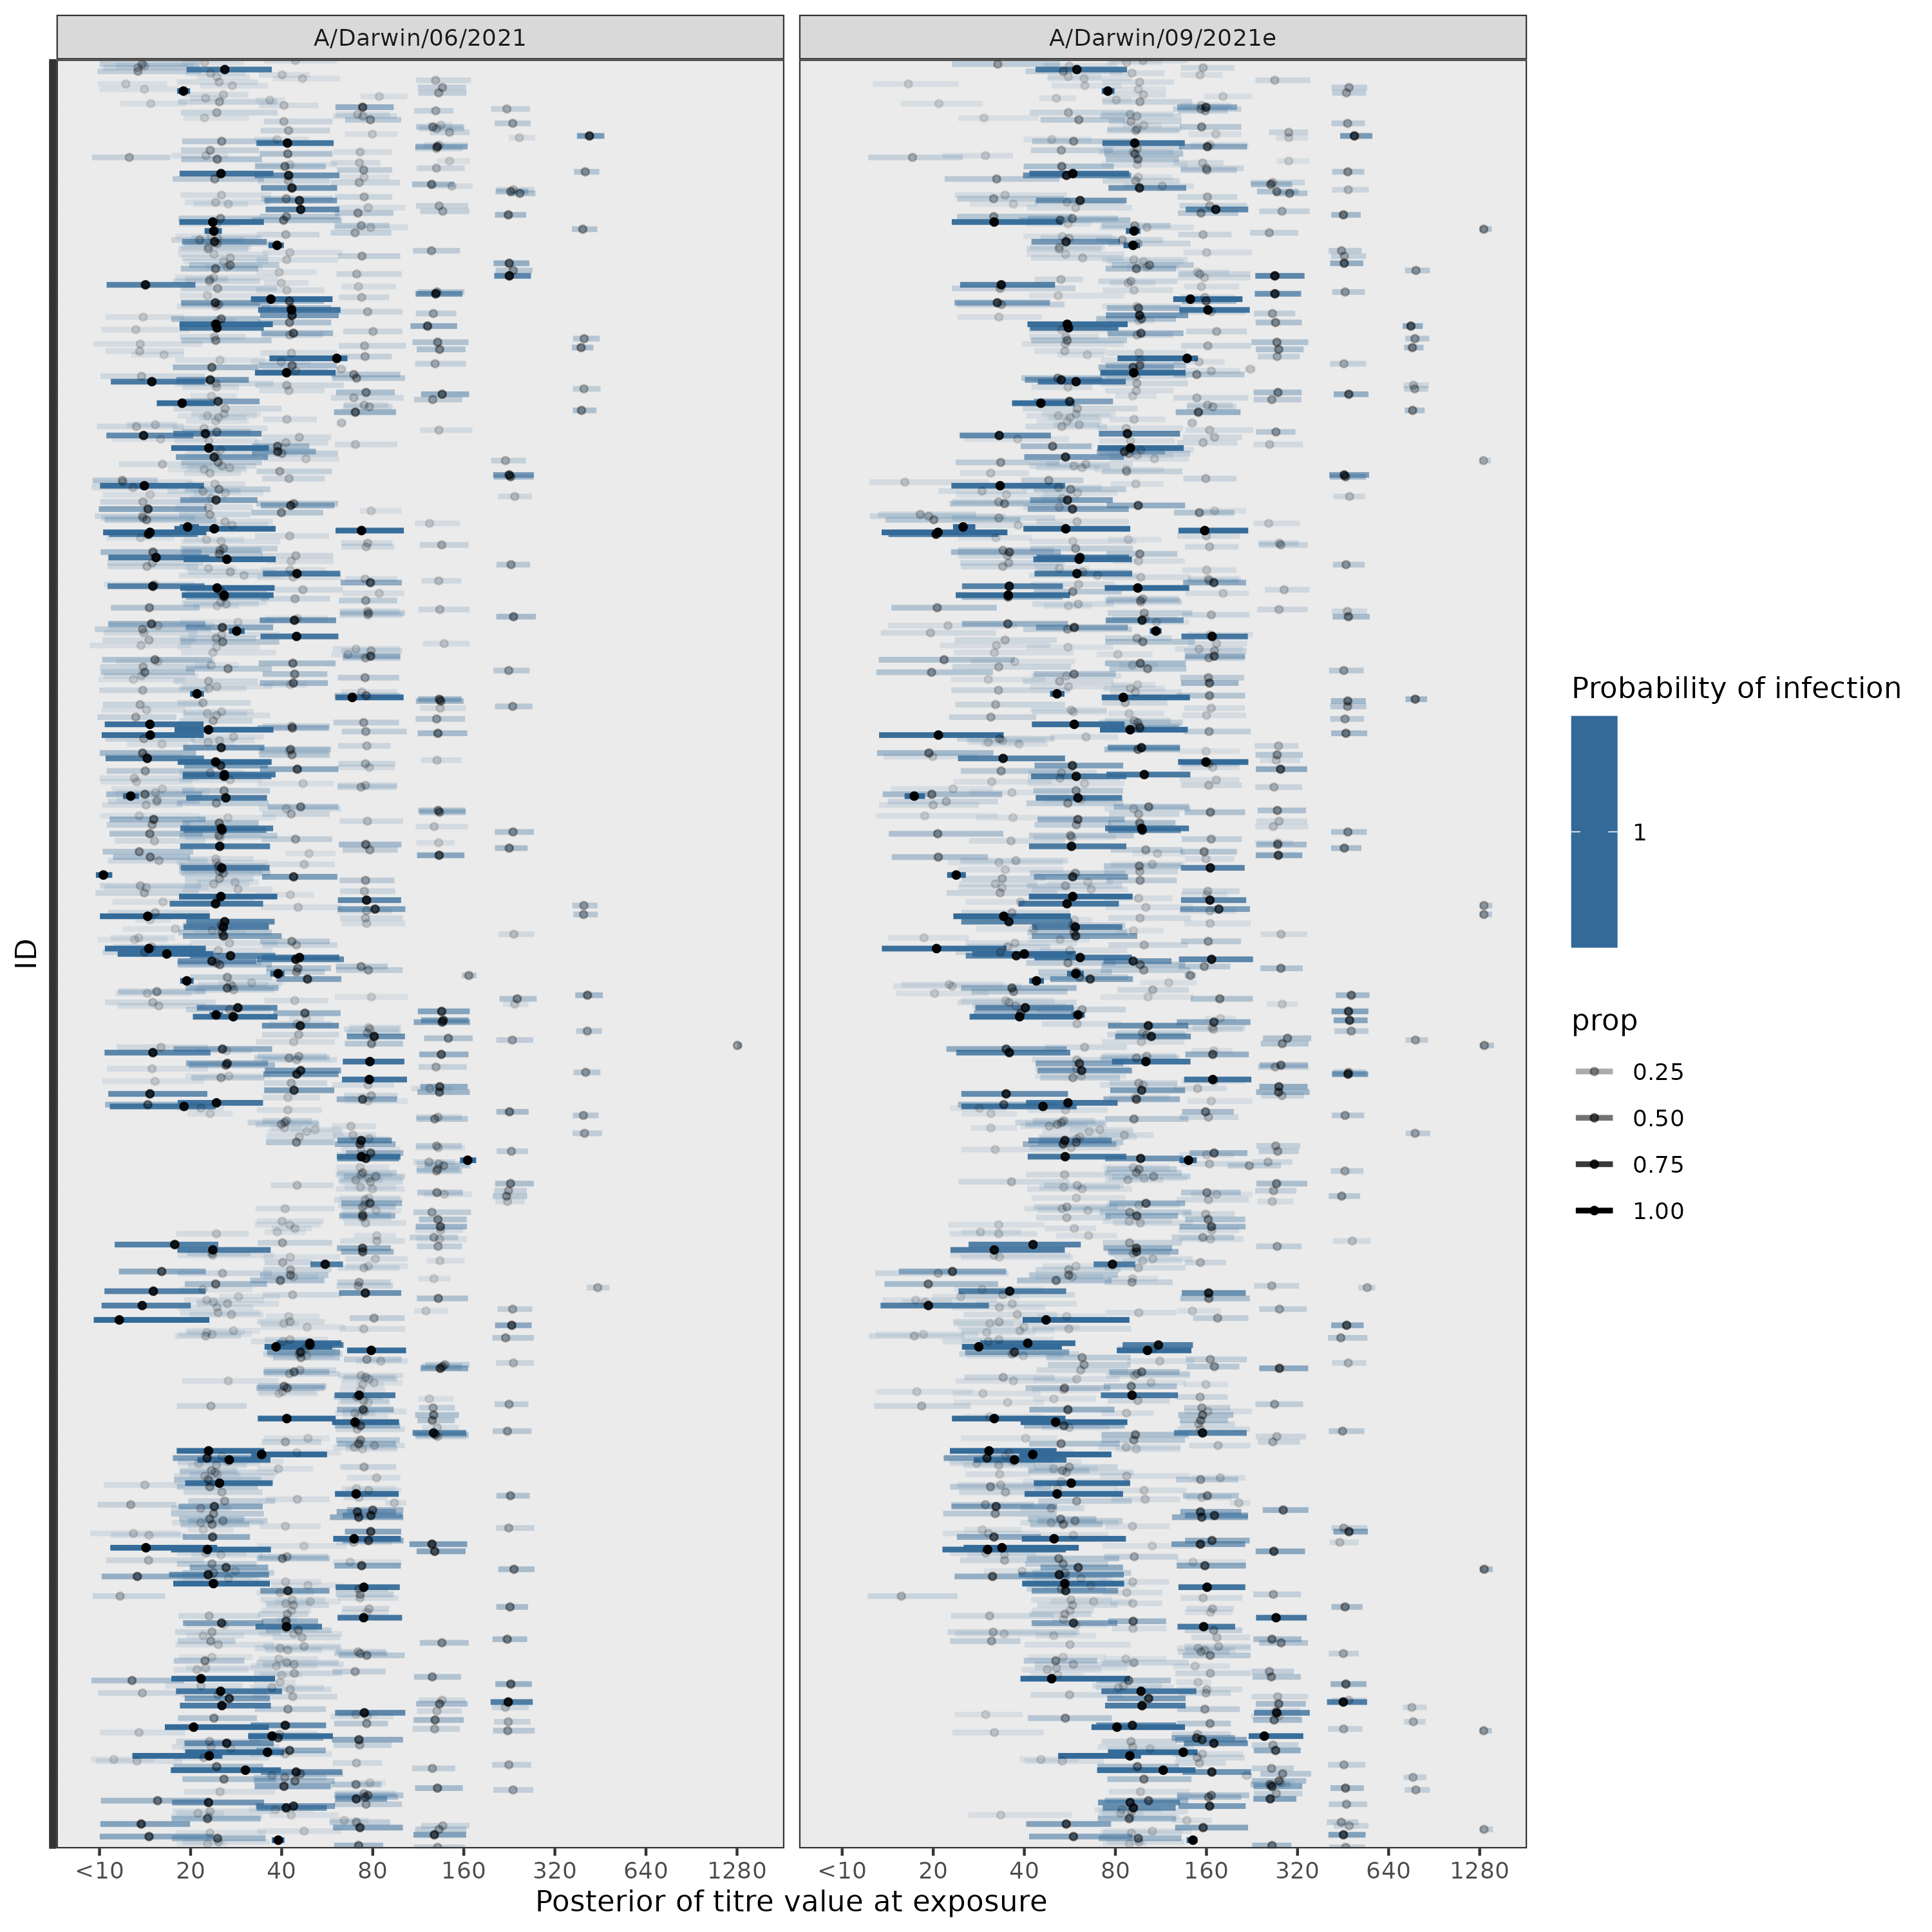 A/Darwin/06/2021
A/Darwin/09/2021e
ID
<10 20 40 80 160 320 640 1280
<10 20 40 80 160 320 640 1280
Posterior of titre value at exposure
Probability of infection
1
prop
0.25
0.50
0.75
1.00